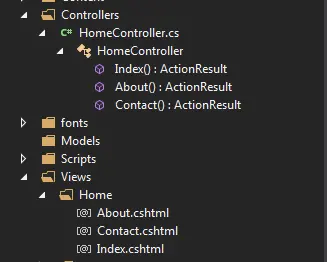 Controllers
C# HomeController.cs
HomeController
Index() : ActionResult
About() : ActionResult
Contact() : ActionResult
fonts
Models
Scripts
Views
Home
[@] About.cshtml
[@] Contact.cshtml
[@] Index.cshtml